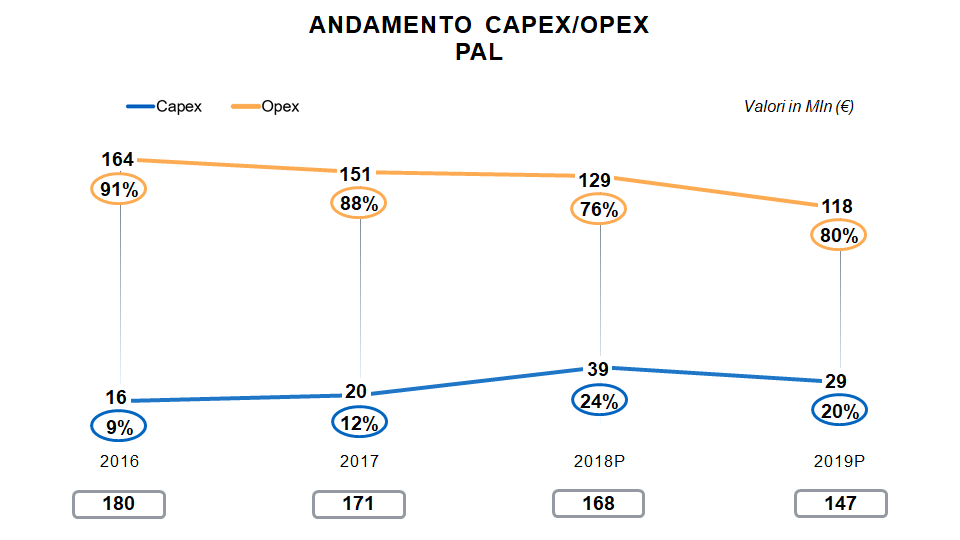 ANDAMENTO CAPEX/OPEX
PAL
Capex Opex Valori in Mln (€)
164 151 129 118
91% 88% 76% 80%
16 20 39 29
9% 12% 24% 20%
2016 2017 2018P 2019P
180 171 168 147